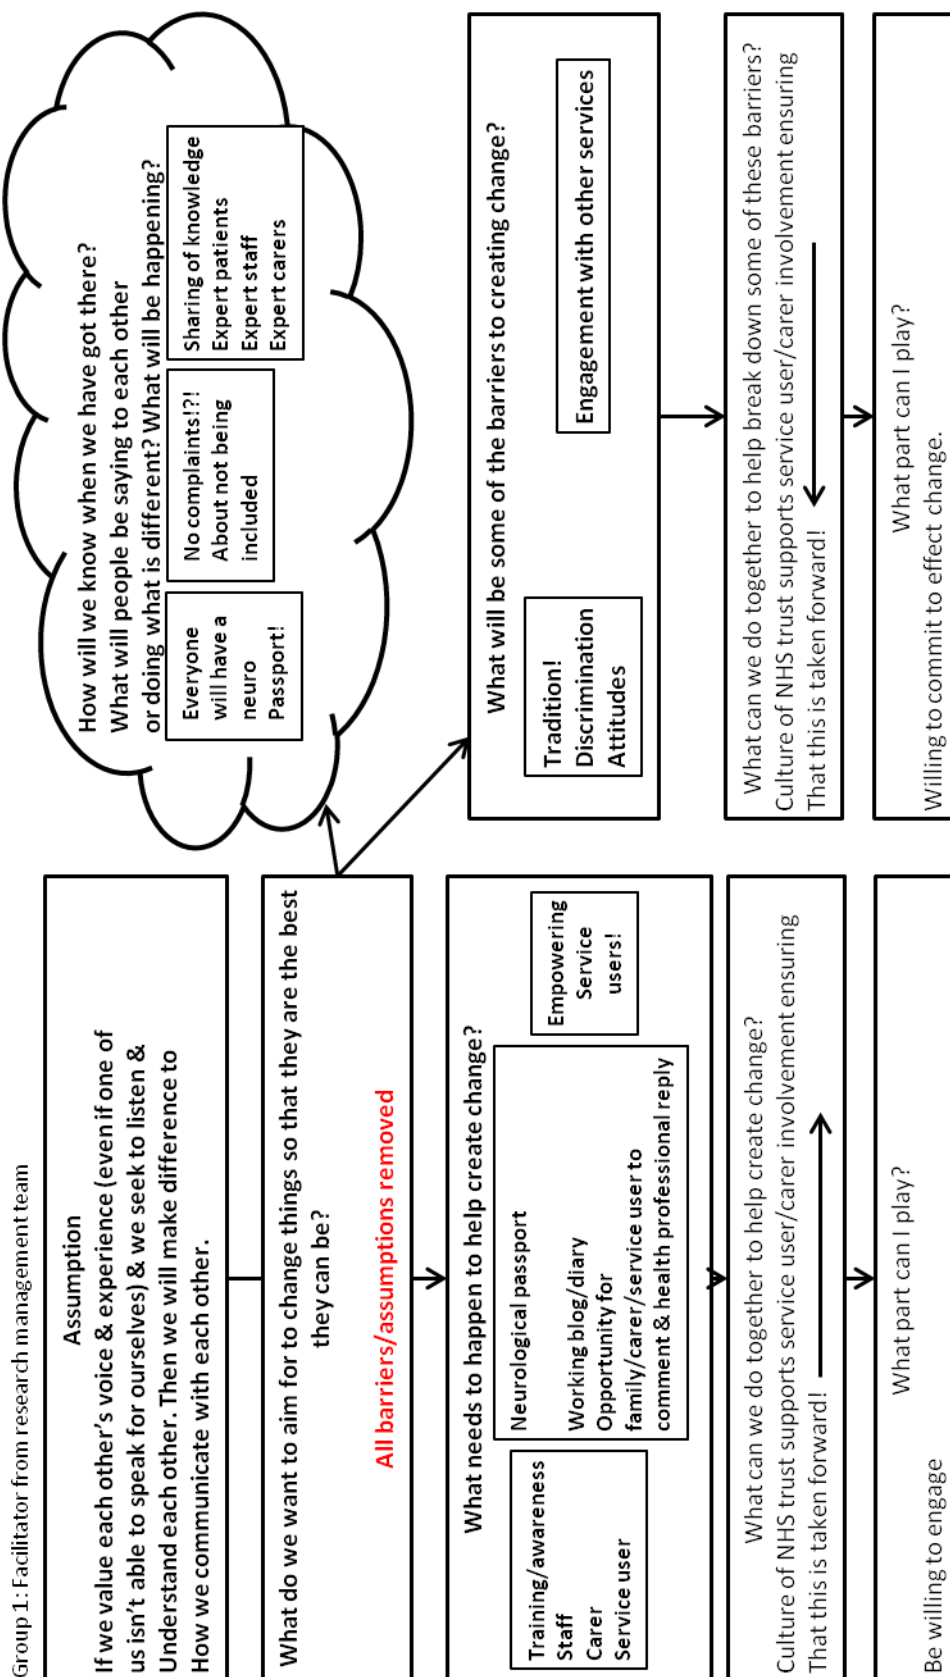 Group 1: Facilitator from research management team
Assumption
If we value each other's voice & experience (even if one of
us isn't able to speak for ourselves) & we seek to listen &
Understand each other. Then we will make difference to
How we communicate with each other.
What do we want to aim for to change things so that they are the best
they can be?
All barriers/assumptions removed
How will we know when we have got there?
What will people be saying to each other
or doing what is different? What will be happening?
Everyone
will have a
neuro
Passport!
No complaints!?!
About not being
included
Sharing of knowledge
Expert patients
Expert staff
Expert carers
What needs to happen to help create change?
Training/awareness
Staff
Carer
Service user
Neurological passport
Working blog/diary
Opportunity for
family/carer/service user to
comment & health professional reply
Empowering
Service
users!
What will be some of the barriers to creating change?
Tradition!
Discrimination
Attitudes
Engagement with other services
What can we do together to help create change?
Culture of NHS trust supports service user/carer involvement ensuring
That this is taken forward!
What can we do together to help break down some of these barriers?
Culture of NHS trust supports service user/carer involvement ensuring
That this is taken forward!
What part can I play?
Be willing to engage
What part can I play?
Willing to commit to effect change.